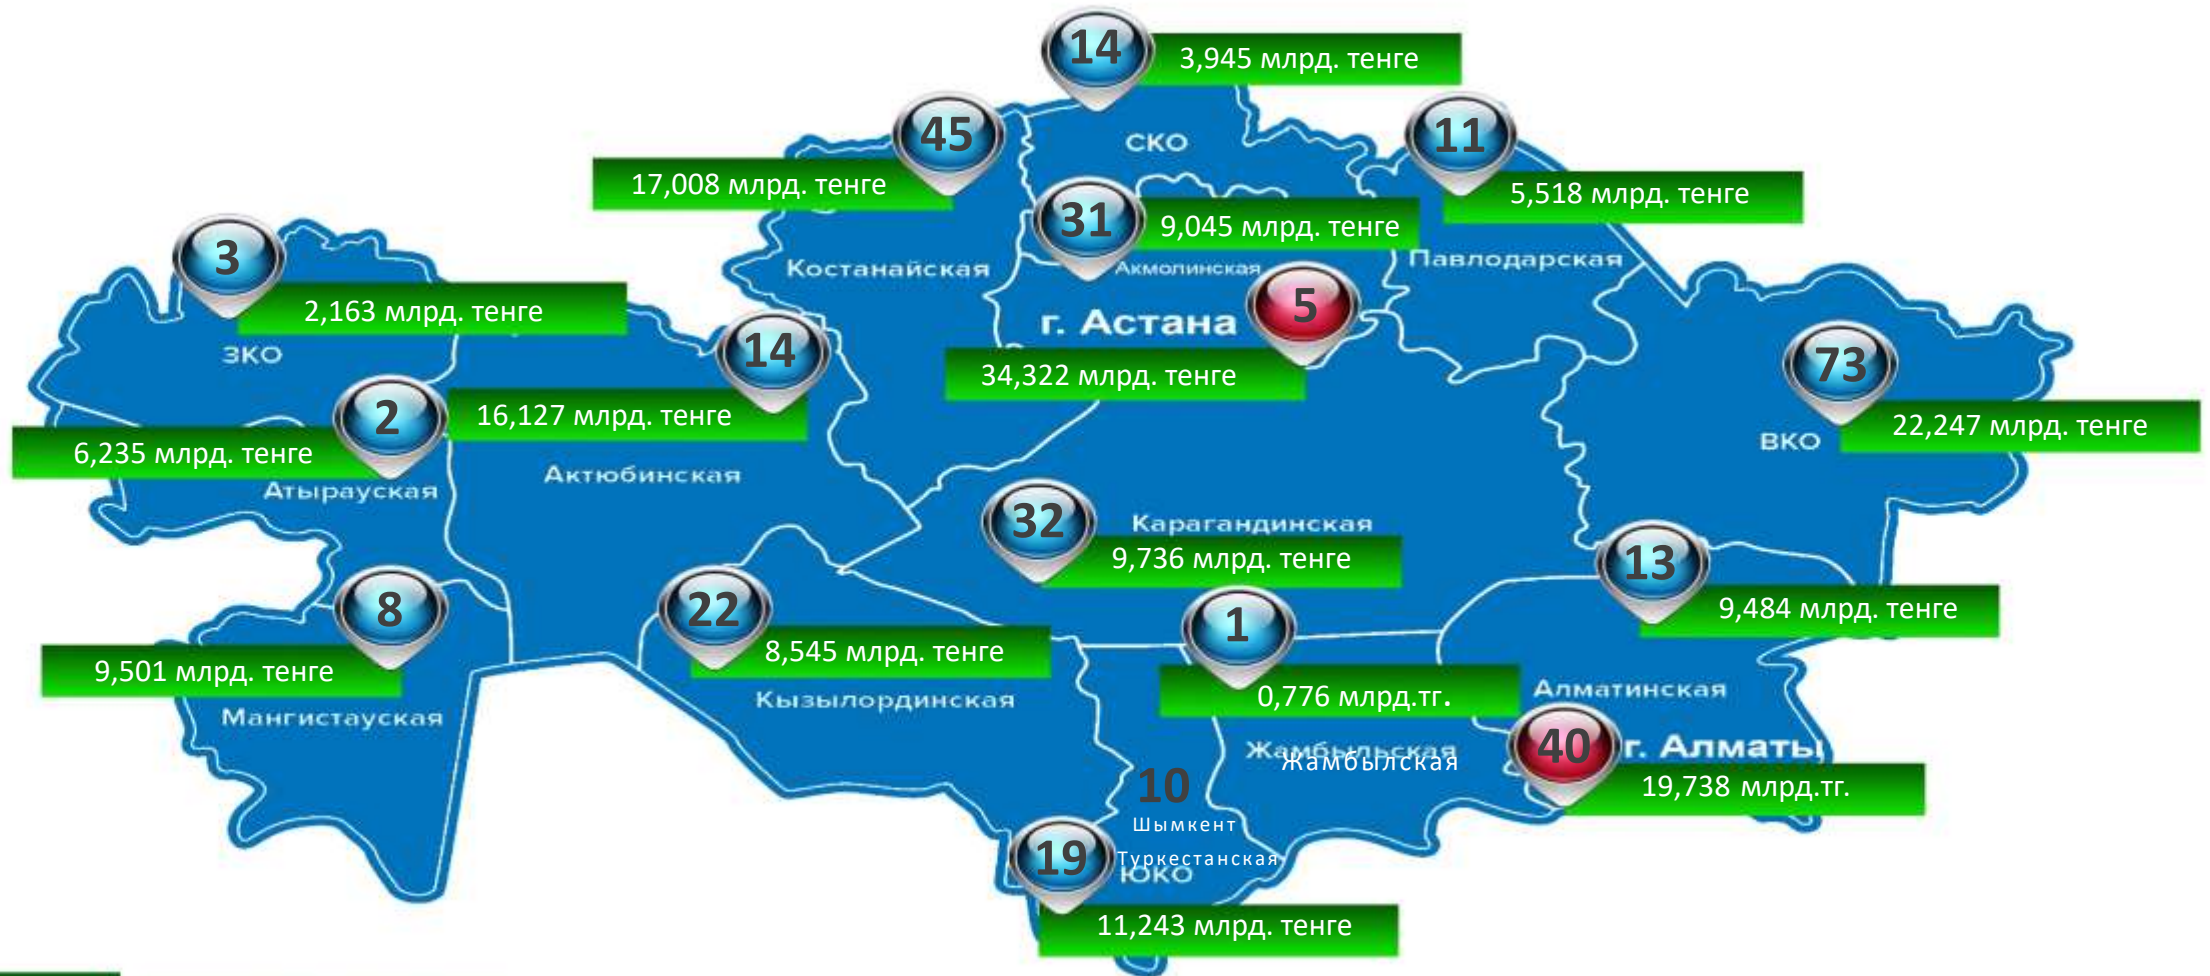 14
3,945 млрд. тенге
45
11
СКО
17,008 млрд. тенге
5,518 млрд. тенге
31
9,045 млрд. тенге
3
Костанайская
Акмолинская
Павлодарская
2,163 млрд. тенге
5
г. Астана
ЗКО
14
73
34,322 млрд. тенге
2
16,127 млрд. тенге
22,247 млрд. тенге
6,235 млрд. тенге
ВКО
Актюбинская
Атырауская
32
Карагандинская
9,736 млрд. тенге
13
8
22
1
9,484 млрд. тенге
8,545 млрд. тенге
9,501 млрд. тенге
0,776 млрд.тг.
Алматинская
Кызылординская
Мангистауская
Жамбыльская
40
г. Алматы
Жамбылская
10
19,738 млрд.тг.
Шымкент
19
Туркестанская
ЮКО
11,243 млрд. тенге